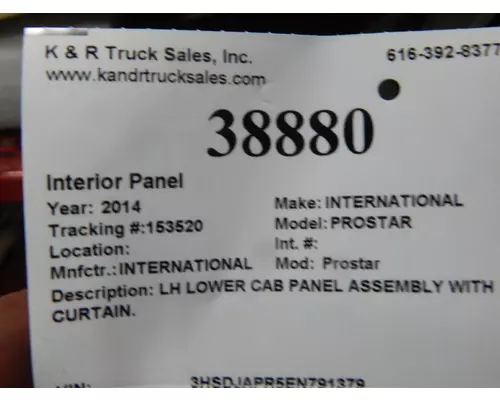 K & R Truck Sales, Inc. 616-392-8377
www.kandrtrucksales.com
38880
Interior Panel
Year: 2014 Make: INTERNATIONAL
Tracking #:153520 Model: PROSTAR
Location: Int. #:
Mnfctr.: INTERNATIONAL Mod: Prostar
Description: LH LOWER CAB PANEL ASSEMBLY WITH
CURTAIN.
VIN: 3HSDJAPR5EN791379